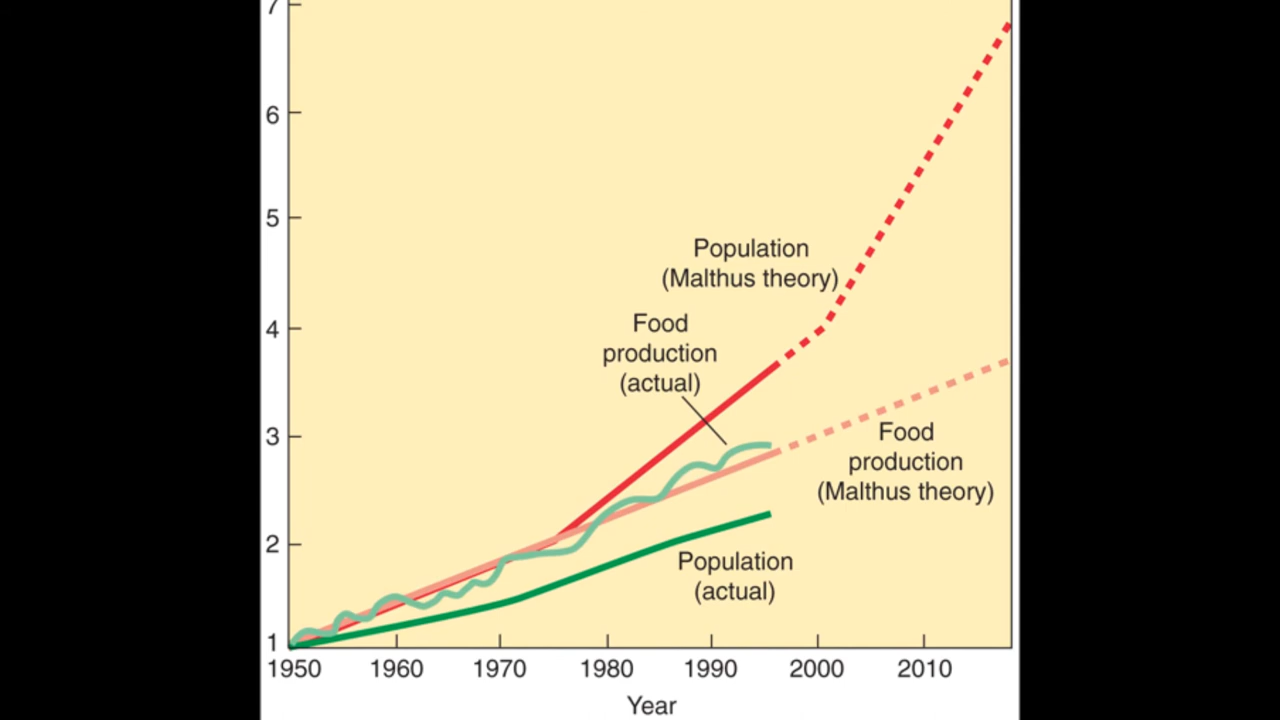 7
6
5
Population
(Malthus theory)
Food
production
(actual)
4
3
Food
production
(Malthus theory)
2
Population
(actual)
1
1950 1960 1970 1980 1990 2000 2010
Year